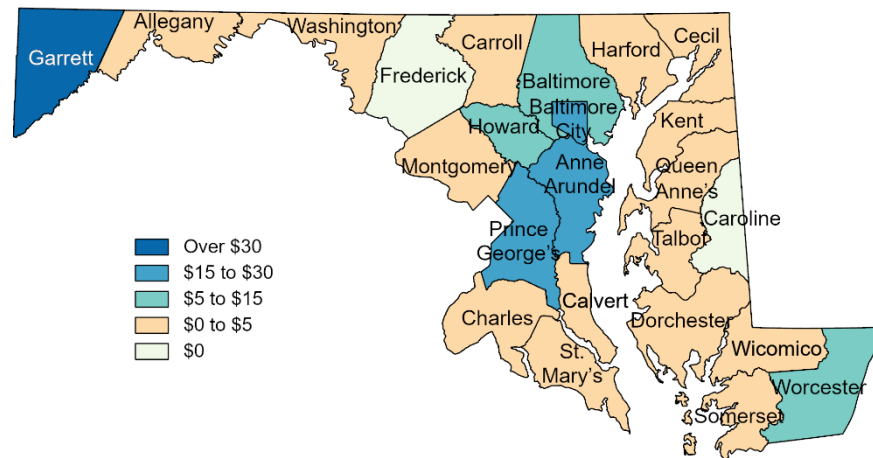 Garrett
Allegany
Washington
Frederick
Carroll
Baltimore
Baltimore
City
Harford
Cecil
Howard
Montgomery
Anne
Arundel
Prince
George's
Kent
Queen
Anne's
Caroline
Talbot
Calvert
Charles
St.
Mary's
Dorchester
Wicomico
Worcester
Somerset
Over $30
$15 to $30
$5 to $15
$0 to $5
$0